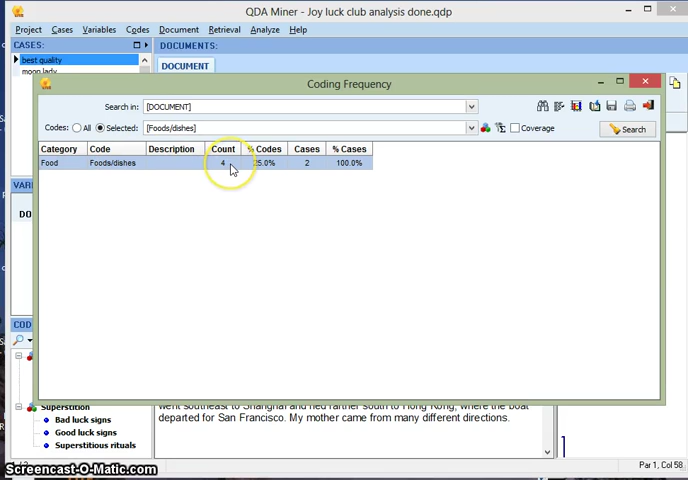 QDA Miner - Joy luck club analysis done.qdp
Project Cases Variables Codes Document Retrieval Analyze Help
CASES: DOCUMENTS:
best quality
moon lady
DOCUMENT
Coding Frequency
Search in: [DOCUMENT]
Codes: All Selected: [Foods/dishes] Coverage Search
Category Code Description Count % Codes Cases % Cases
Food Foods/dishes 4 25.0% 2 100.0%
VARI
DO
COD
Superstition
Bad luck signs
Good luck signs
Superstitious rituals
went southeast to Shanghai and fled farther south to Hong Kong, where the boat
departed for San Francisco. My mother came from many different directions.
Par 1, Col 58
Screencast-O-Matic.com